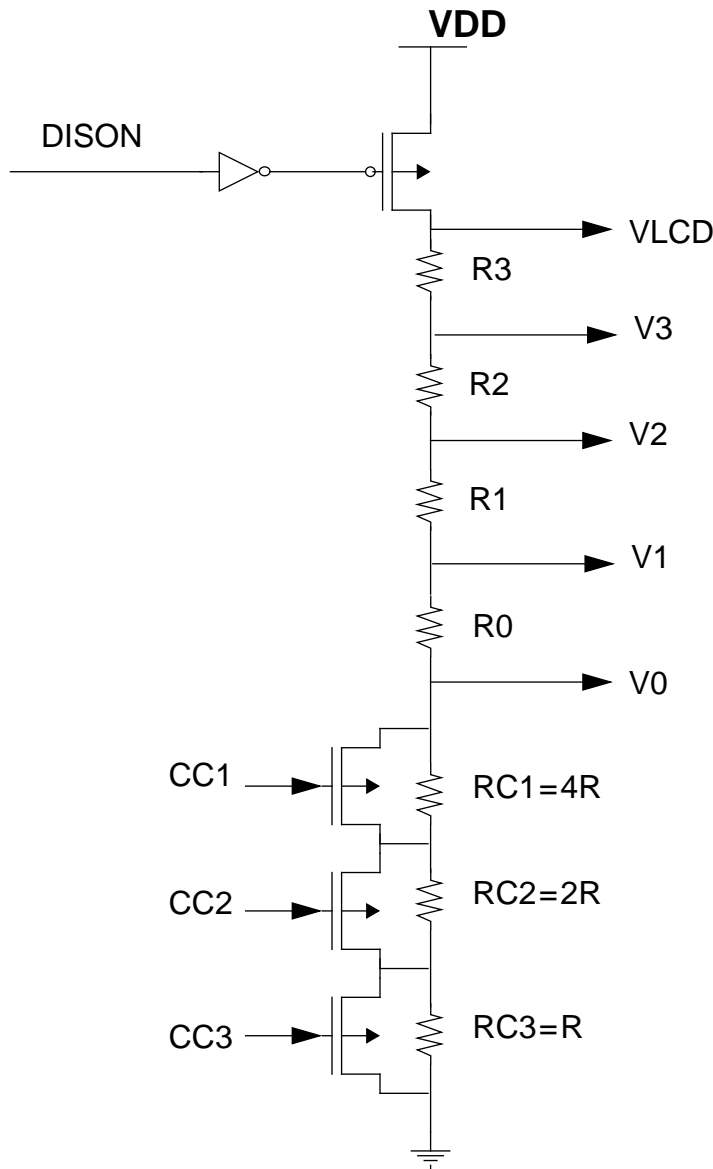 VDD
DISON
VLCD
R3
V3
R2
V2
R1
V1
R0
V0
CC1
RC1=4R
CC2
RC2=2R
CC3
RC3=R